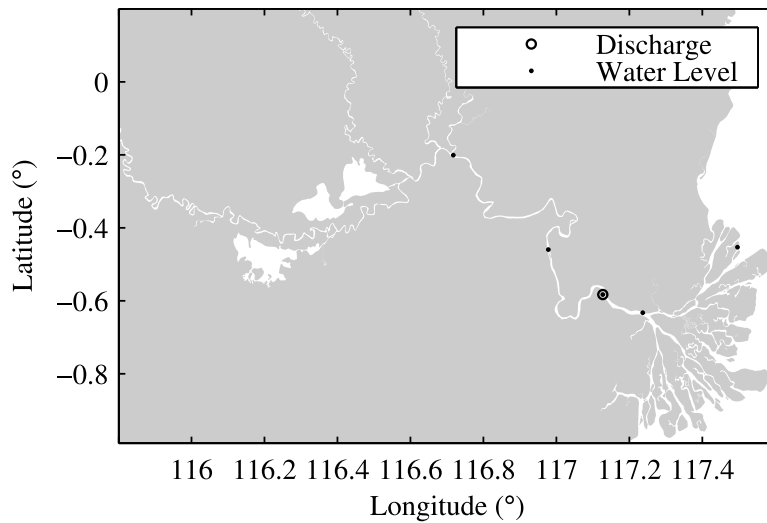 Discharge
Water Level
0
−0.2
−0.4
−0.6
−0.8
Latitude (°)
116 116.2 116.4 116.6 116.8 117 117.2 117.4
Longitude (°)